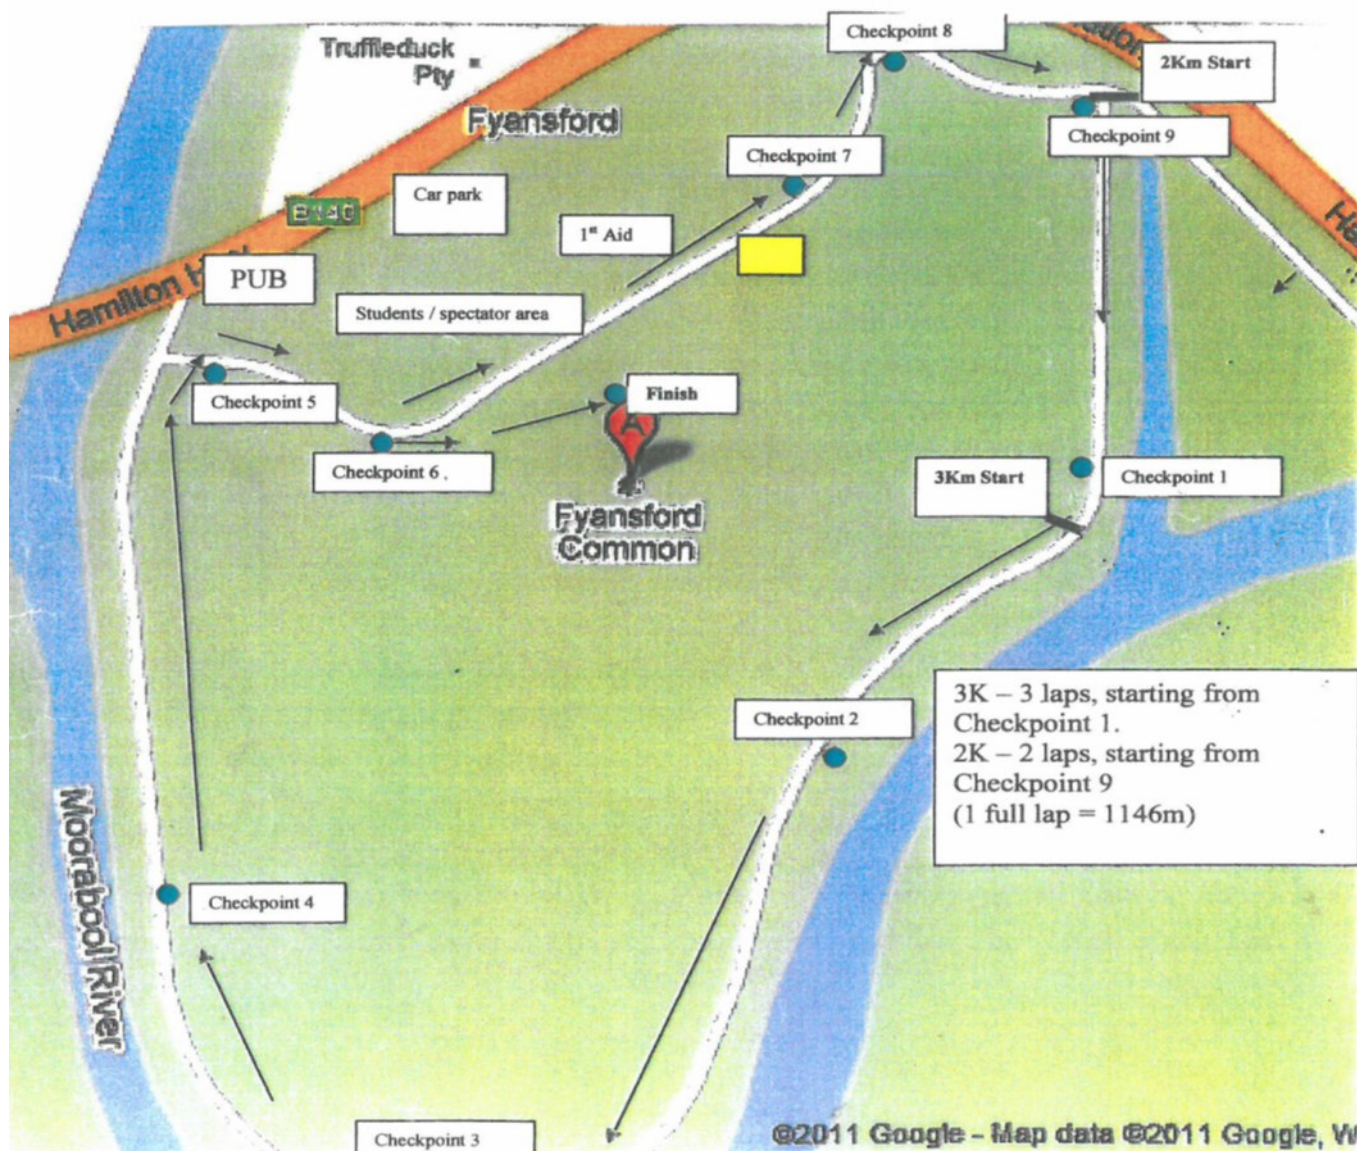 Checkpoint 8
Truffleduck
Pty
2Km Start
Fyansford
Checkpoint 9
Checkpoint 7
Car park
B140
1st Aid
PUB
Hamilton
Students / spectator area
Checkpoint 5
Finish
A
Checkpoint 6 .
3Km Start
Checkpoint 1
Fyansford
Common
Checkpoint 2
3K – 3 laps, starting from
Checkpoint 1.
2K – 2 laps, starting from
Checkpoint 9
(1 full lap = 1146m)
Moorabool River
Checkpoint 4
Checkpoint 3
©2011 Google - Map data ©2011 Google, W